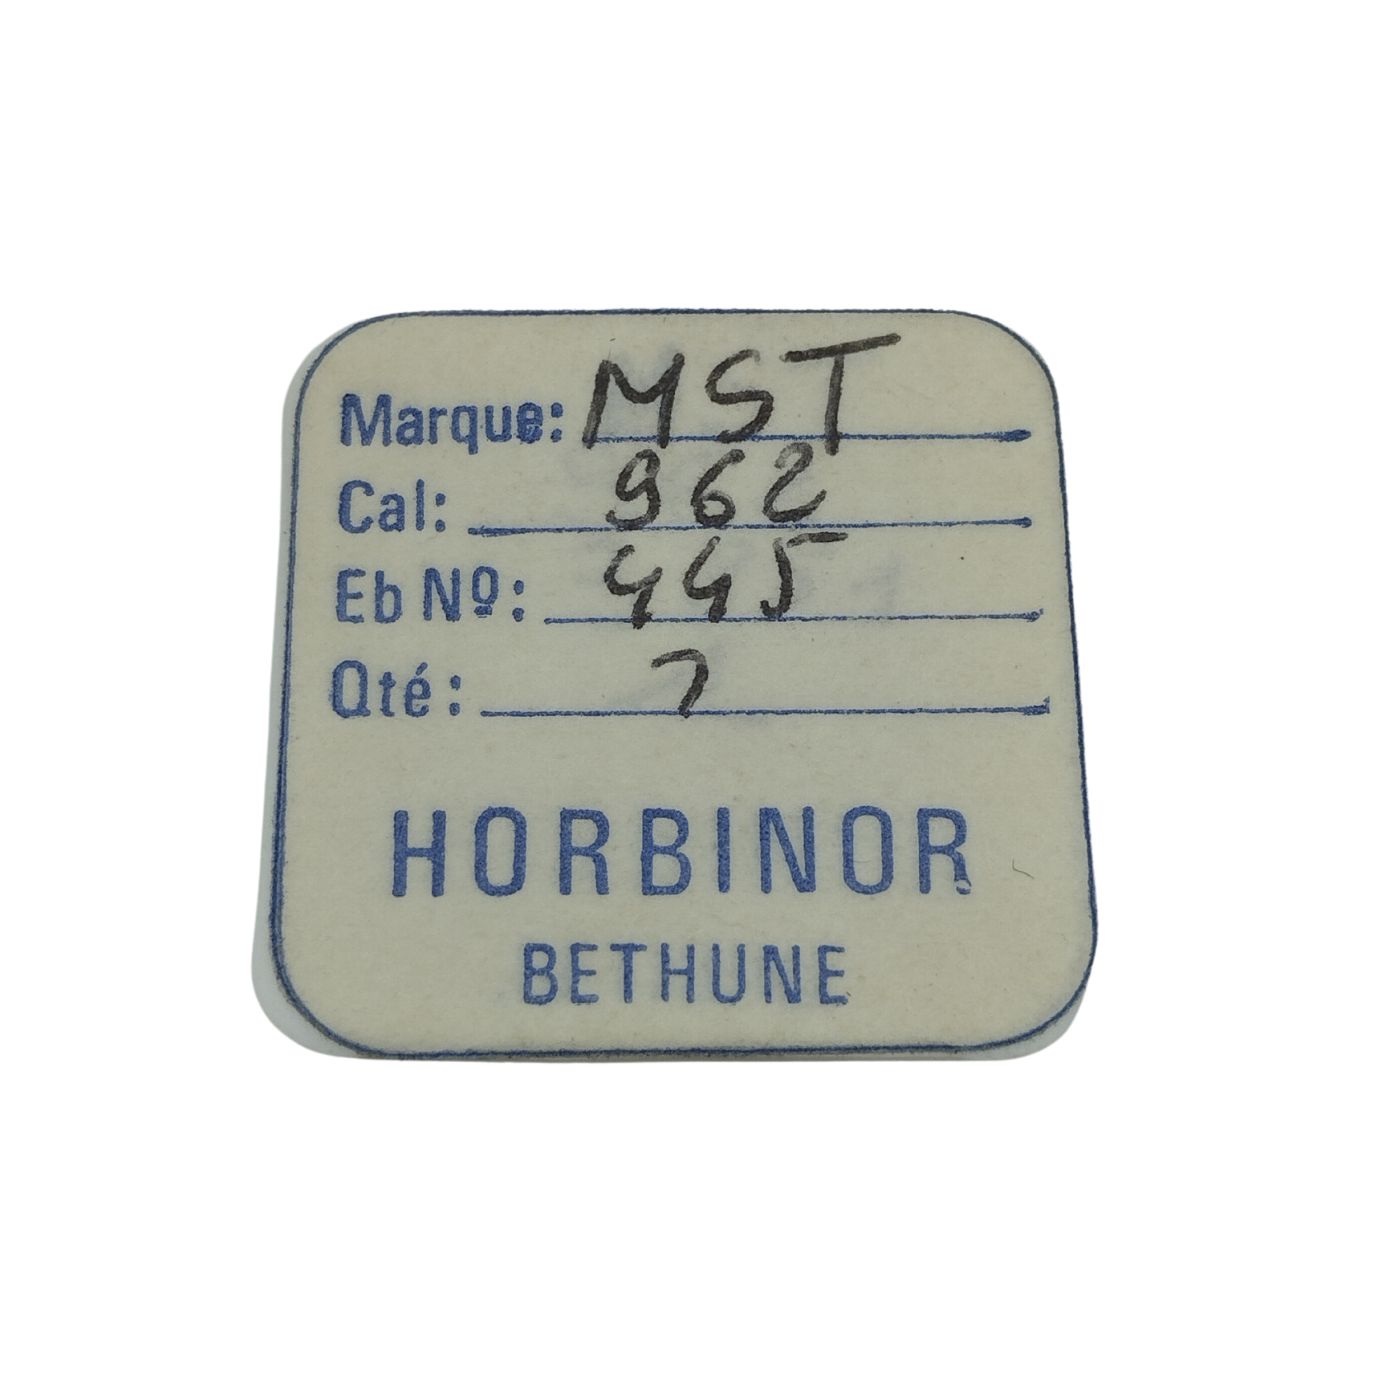 Marque: MST
Cal: 962
Eb Nº: 445
Qté: 7
HORBINOR
BETHUNE